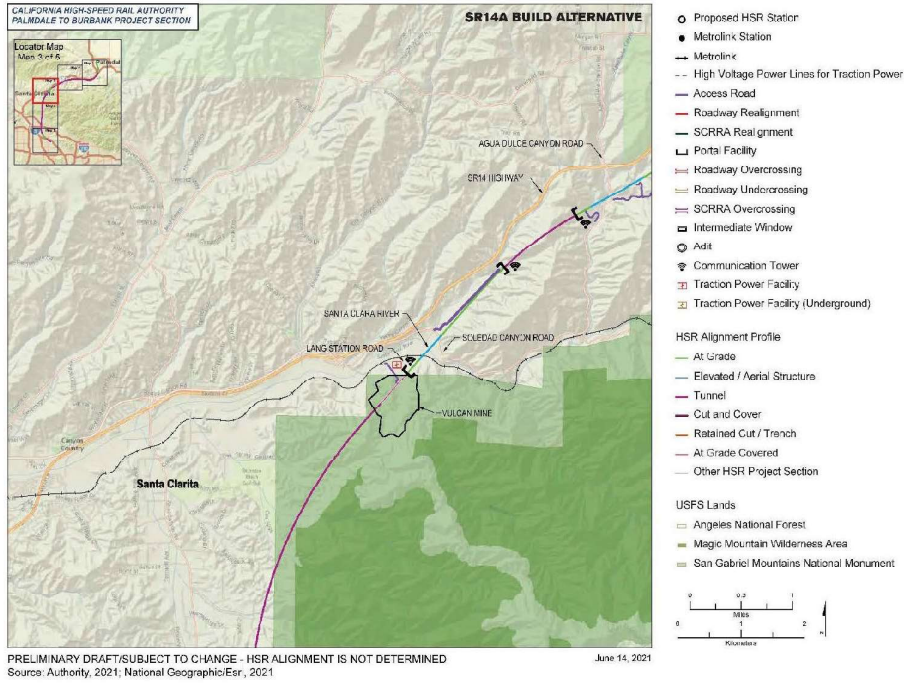 CALIFORNIA HIGH-SPEED RAIL AUTHORITY
PALMDALE TO BURBANK PROJECT SECTION
SR14A BUILD ALTERNATIVE
Locator Map
Palmdale
Santa Clarita
AGUA DULCE CANYON ROAD
SR14 HIGHWAY
SANTA CLARA RIVER
SOLEDAD CANYON ROAD
LANG STATION ROAD
VULCAN MINE
Canyon
Country
Santa Clarita
Proposed HSR Station
Metrolink Station
Metrolink
High Voltage Power Lines for Traction Power
Access Road
Roadway Realignment
SCRRA Realignment
Portal Facility
Roadway Overcrossing
Roadway Undercrossing
SCRRA Overcrossing
Intermediate Window
Adit
Communication Tower
Traction Power Facility
Traction Power Facility (Underground)
HSR Alignment Profile
At Grade
Elevated / Aerial Structure
Tunnel
Cut and Cover
Retained Cut / Trench
At Grade Covered
Other HSR Project Section
USFS Lands
Angeles National Forest
Magic Mountain Wilderness Area
San Gabriel Mountains National Monument
0 0.5 1
Miles
0 1 2
Kilometers
PRELIMINARY DRAFT/SUBJECT TO CHANGE - HSR ALIGNMENT IS NOT DETERMINED
June 14, 2021
Source: Authority, 2021; National Geographic/Esri, 2021